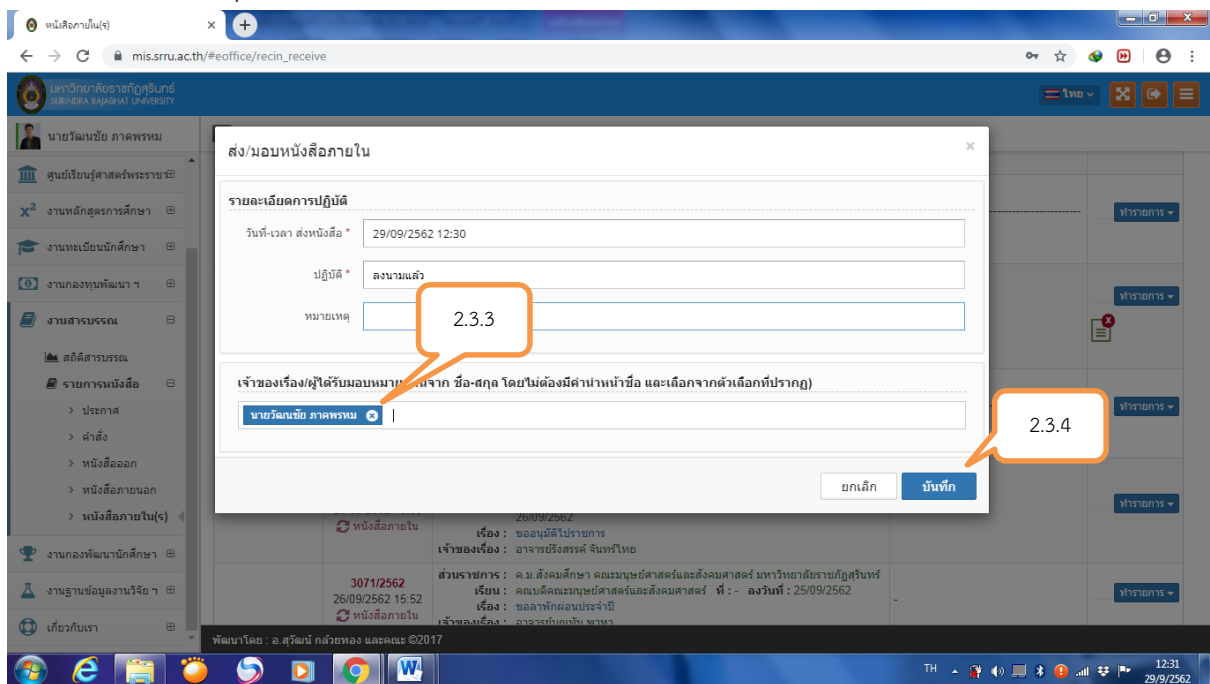 หนังสือภายใน(ร)
mis.srru.ac.th/#eoffice/recin_receive
มหาวิทยาลัยราชภัฏสุรินทร์
SURINDRA RAJABHAT UNIVERSITY
ไทย
นายวัฒนชัย ภาคพรหม
ศูนย์เรียนรู้ศาสตร์พระราชา
งานหลักสูตรการศึกษา
งานทะเบียนนักศึกษา
งานกองทุนพัฒนา ฯ
งานสารบรรณ
สถิติสารบรรณ
รายการหนังสือ
> ประกาศ
> คำสั่ง
> หนังสือออก
> หนังสือภายนอก
> หนังสือภายใน(ร)
งานกองพัฒนานักศึกษา
งานฐานข้อมูลงานวิจัย ฯ
เกี่ยวกับเรา
ส่ง/มอบหนังสือภายใน
รายละเอียดการปฏิบัติ
วันที่-เวลา ส่งหนังสือ * 29/09/2562 12:30
ปฏิบัติ * ลงนามแล้ว
หมายเหตุ
2.3.3
เจ้าของเรื่อง/ผู้ได้รับมอบหมาย จาก ชื่อ-สกุล โดยไม่ต้องมีคำนำหน้าชื่อ และเลือกจากตัวเลือกที่ปรากฏ)
นายวัฒนชัย ภาคพรหม
2.3.4
ยกเลิก บันทึก
ทำรายการ
ทำรายการ
ทำรายการ
ทำรายการ
ทำรายการ
26/09/2562
หนังสือภายใน
เรื่อง : ขออนุมัติไปราชการ
เจ้าของเรื่อง : อาจารย์รังสรรค์ จันทร์ไทย
3071/2562
26/09/2562 15:52
หนังสือภายใน
ส่วนราชการ : ค.ม.สังคมศึกษา คณะมนุษย์ศาสตร์และสังคมศาสตร์ มหาวิทยาลัยราชภัฏสุรินทร์
เรียน : คณบดีคณะมนุษย์ศาสตร์และสังคมศาสตร์ ที่ : - ลงวันที่ : 25/09/2562
เรื่อง : ขอลาพักผ่อนประจำปี
-
พัฒนาโดย : อ.สุวัฒน์ กล้วยทอง และคณะ ©2017
TH
12:31
29/9/2562